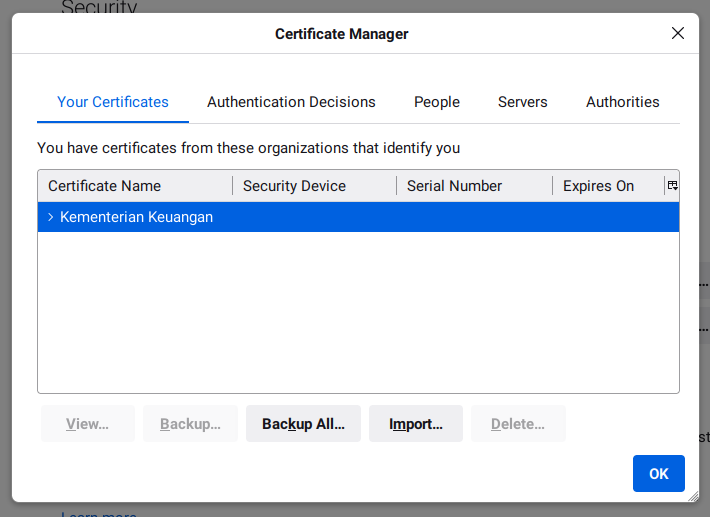 Security
Certificate Manager
Your Certificates Authentication Decisions People Servers Authorities
You have certificates from these organizations that identify you
Certificate Name Security Device Serial Number Expires On
Kementerian Keuangan
View... Backup... Backup All... Import... Delete...
OK
Learn more